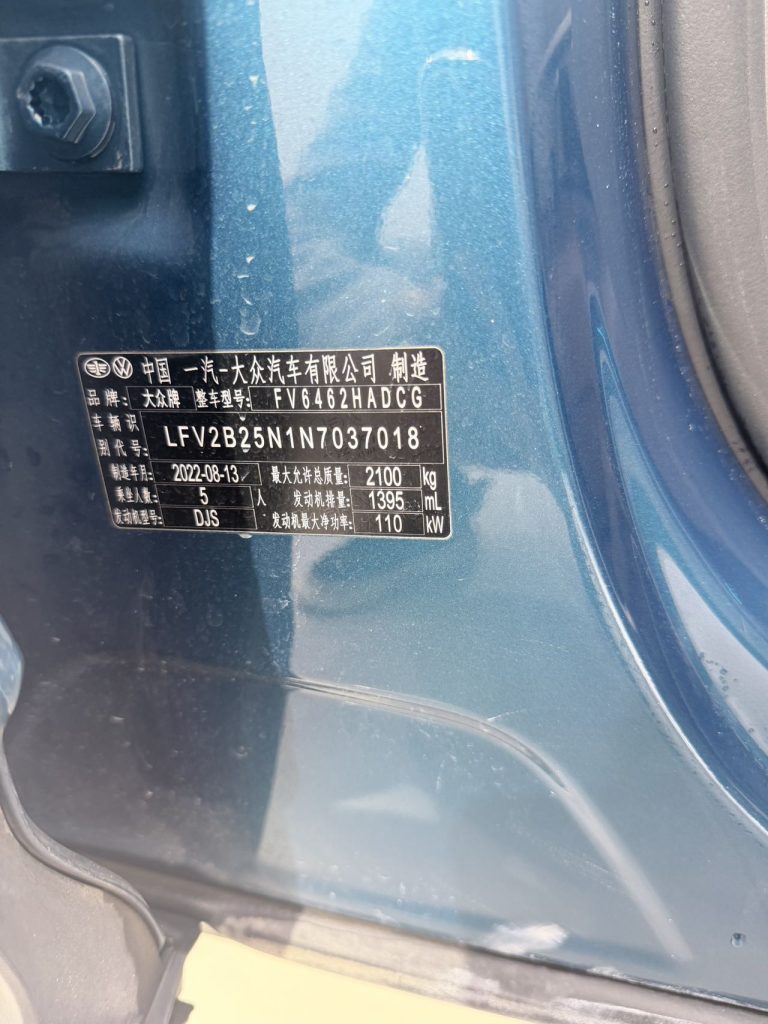 中国 一汽-大众汽车有限公司 制造
品牌: 大众牌 整车型号: FV6462HADCG
车辆识别代号: LFV2B25N1N7037018
制造年月: 2022-08-13 最大允许总质量: 2100 kg
乘坐人数: 5 人 发动机排量: 1395 mL
发动机型号: DJS 发动机最大净功率: 110 kW